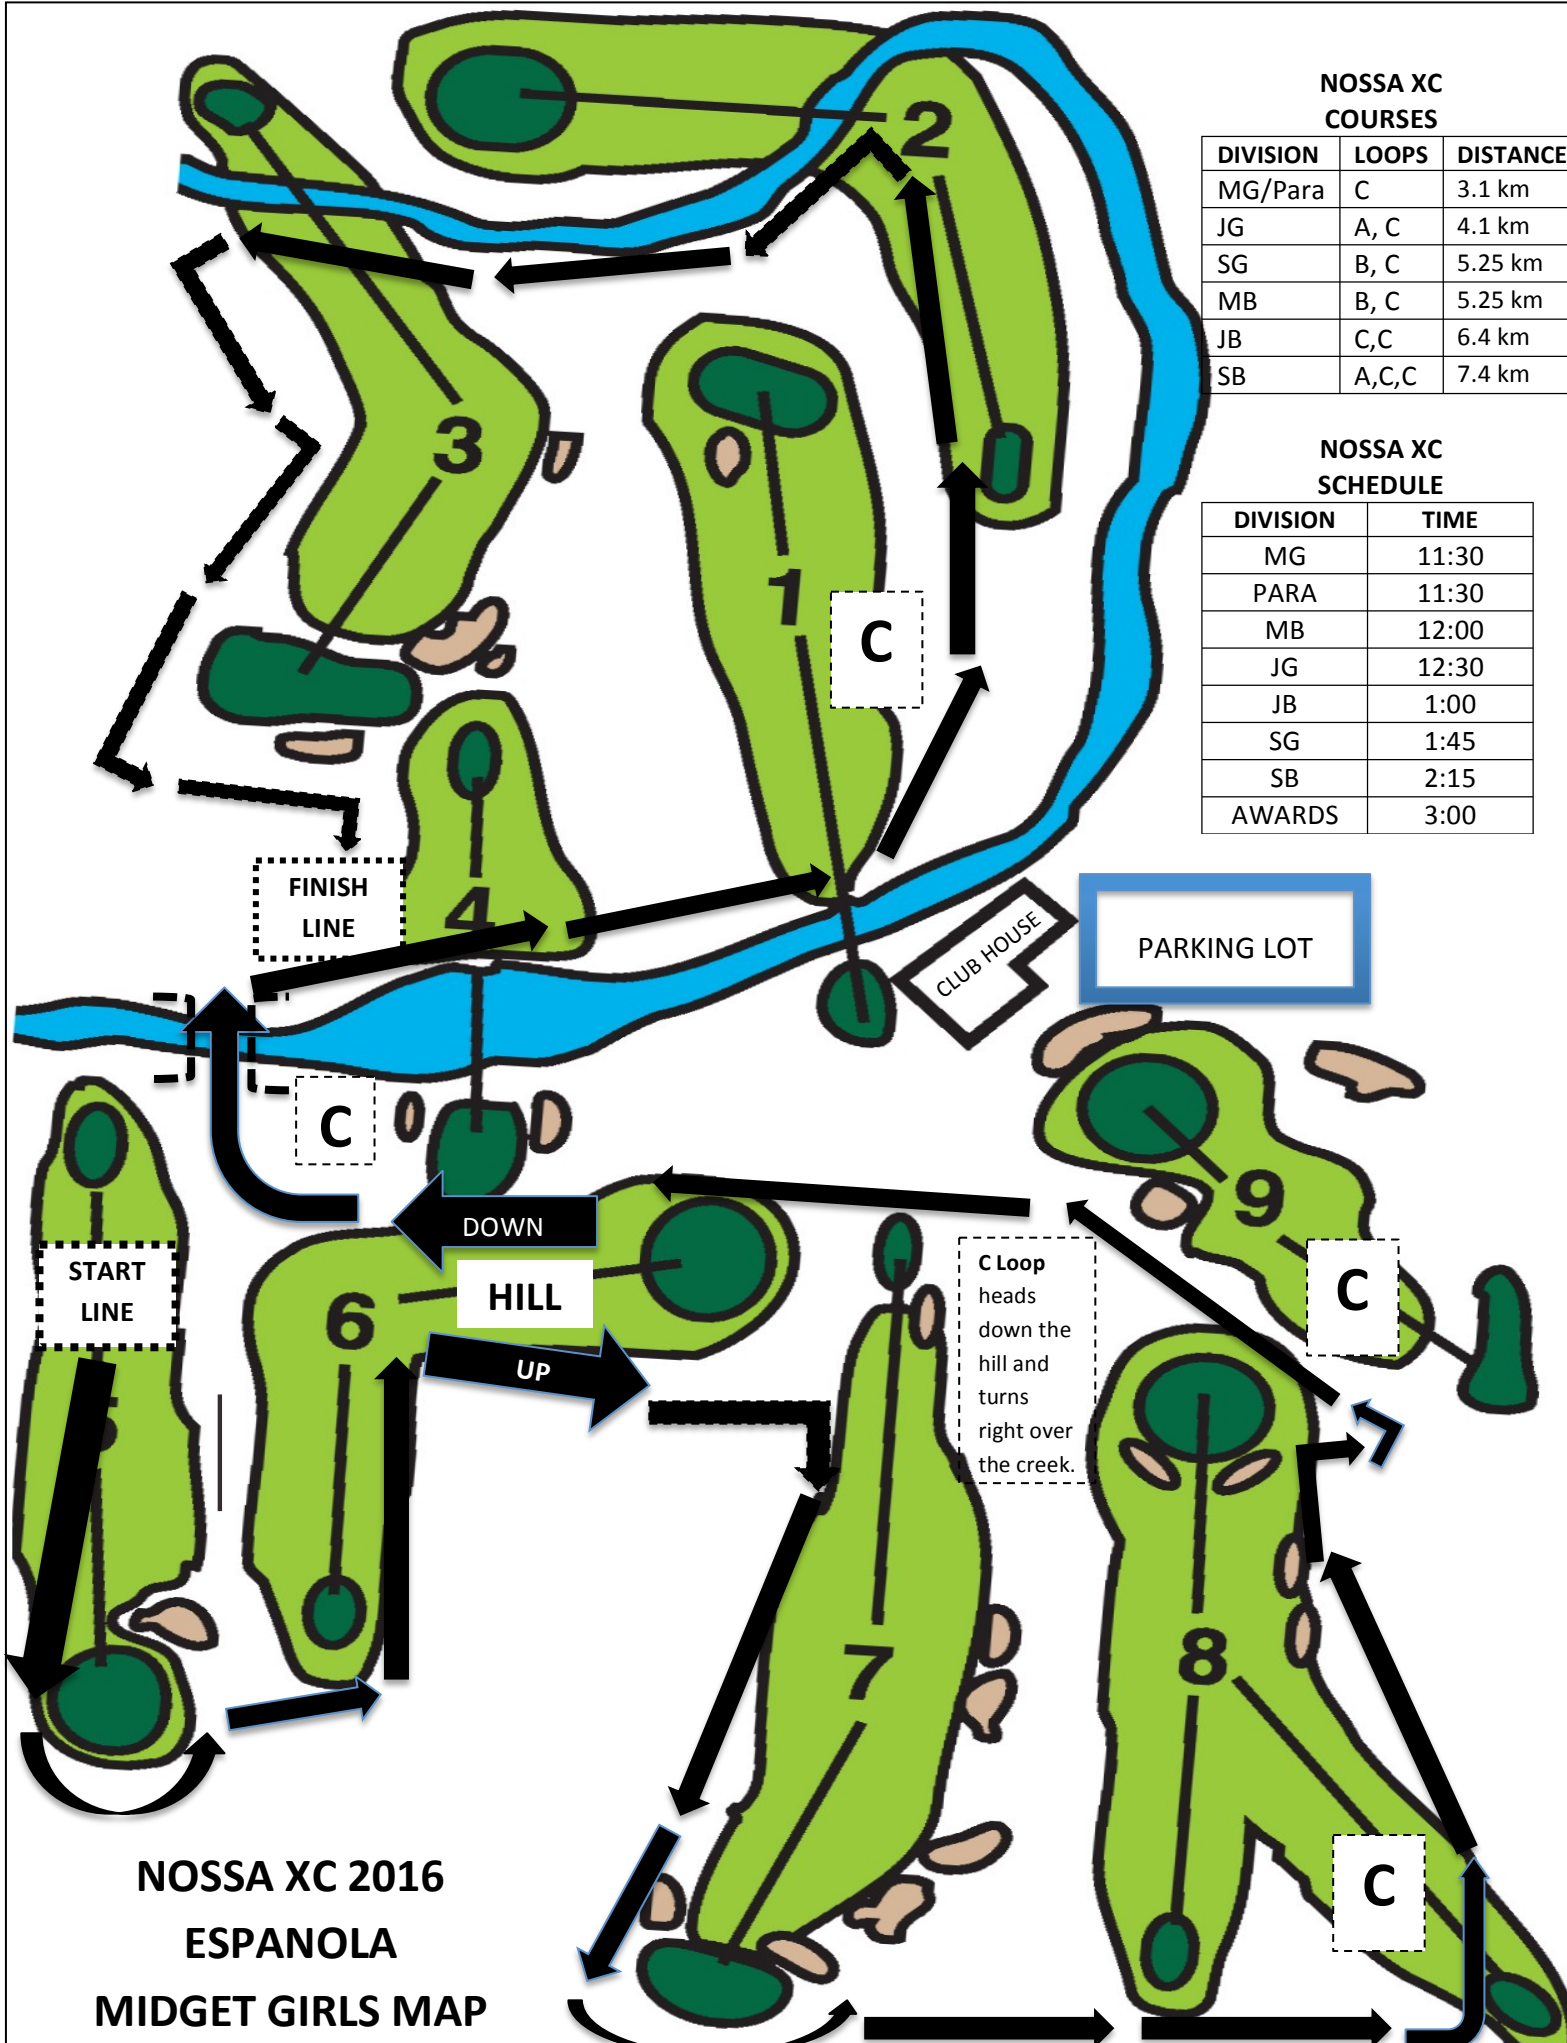 NOSSA XC
COURSES
DIVISION LOOPS DISTANCE
MG/Para C 3.1 km
JG A, C 4.1 km
SG B, C 5.25 km
MB B, C 5.25 km
JB C,C 6.4 km
SB A,C,C 7.4 km
NOSSA XC
SCHEDULE
DIVISION TIME
MG 11:30
PARA 11:30
MB 12:00
JG 12:30
JB 1:00
SG 1:45
SB 2:15
AWARDS 3:00
2
3
1
C
4
FINISH
LINE
CLUB HOUSE
PARKING LOT
C
DOWN
HILL
UP
START
LINE
5
6
9
C
C Loop
heads
down the
hill and
turns
right over
the creek.
7
8
C
NOSSA XC 2016
ESPANOLA
MIDGET GIRLS MAP